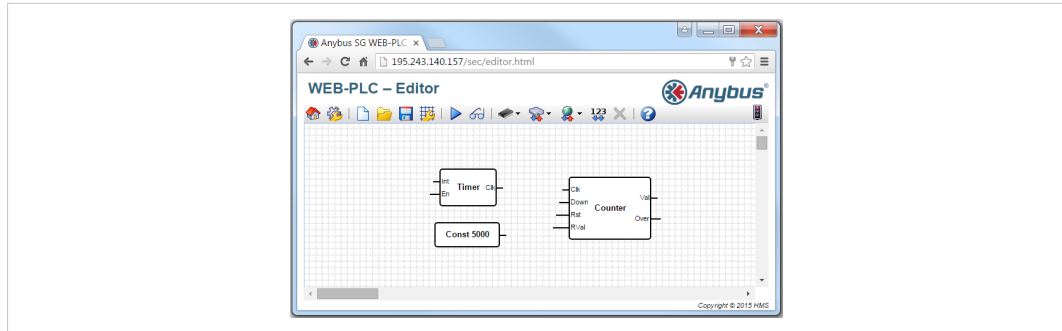 Anybus SG WEB-PLC
195.243.140.157/sec/editor.html
WEB-PLC – Editor
Anybus®
123
Int
En
Timer
Clk
Const 5000
Clk
Down
Rst
RVal
Counter
Val
Over
Copyright © 2015 HMS